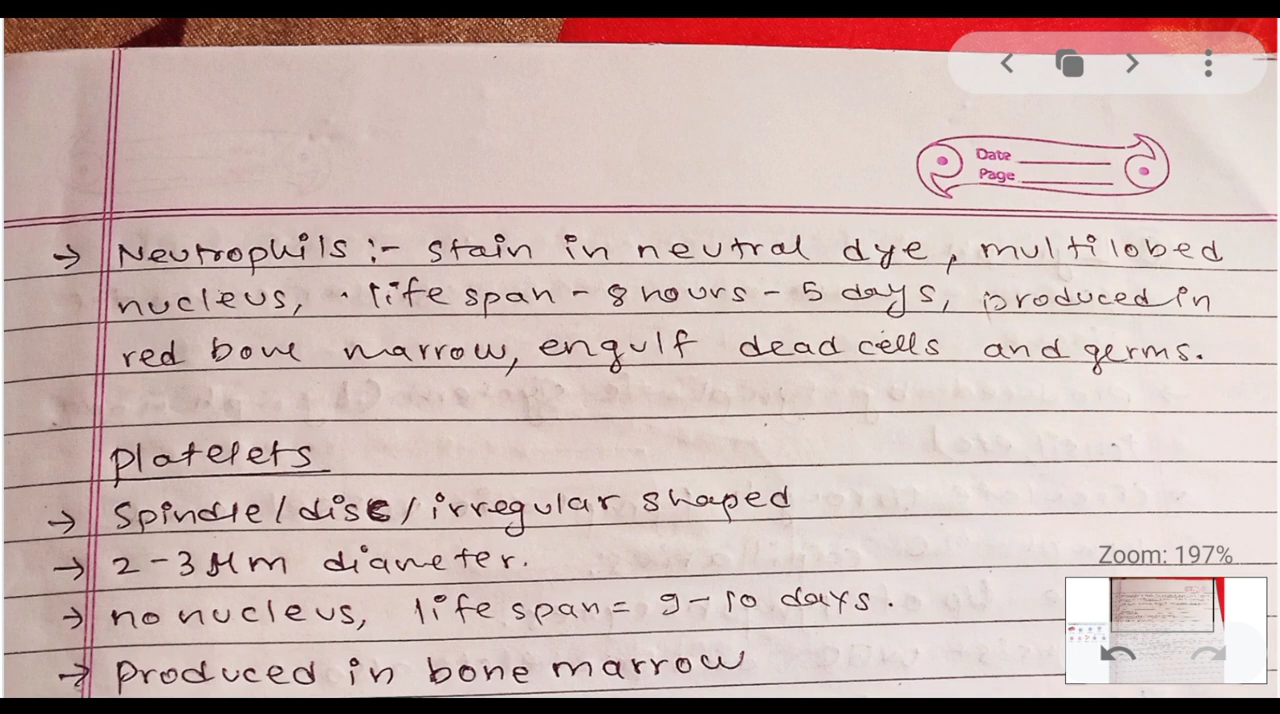 Date
Page
→ Neutrophils :- stain in neutral dye, multilobed
nucleus, . life span - 8 hours - 5 days, produced in
red bone marrow, engulf dead cells and germs.
Platelets
→ Spindle/disc/irregular shaped
→ 2-3 μm diameter.
→ no nucleus, life span = 9-10 days.
→ Produced in bone marrow
Zoom: 197%